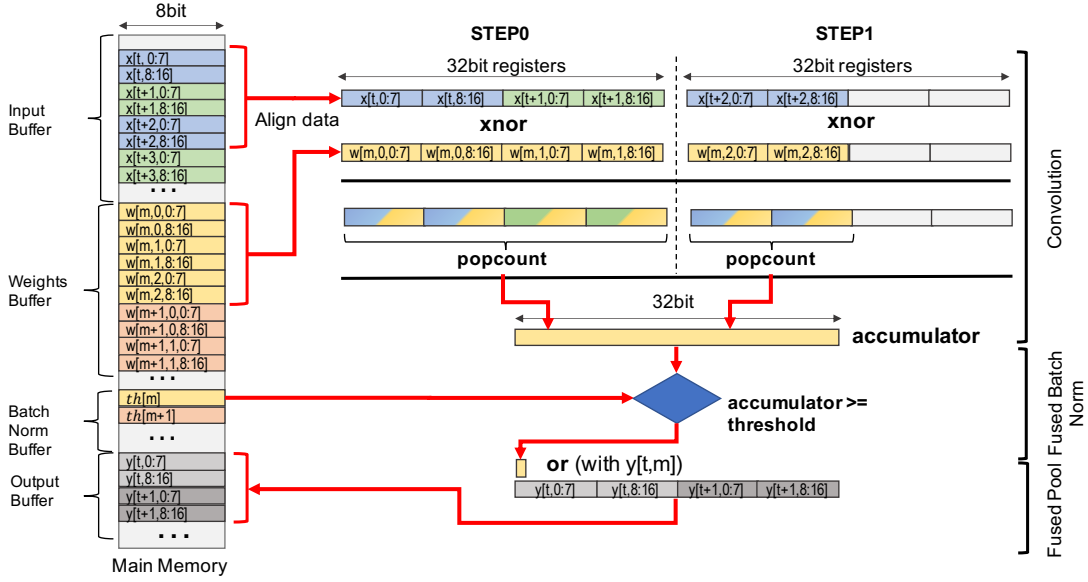 8bit
Input
Buffer
x[t, 0:7]
x[t,8:16]
x[t+1,0:7]
x[t+1,8:16]
x[t+2,0:7]
x[t+2,8:16]
x[t+3,0:7]
x[t+3,8:16]
...
Weights
Buffer
w[m,0,0:7]
w[m,0,8:16]
w[m,1,0:7]
w[m,1,8:16]
w[m,2,0:7]
w[m,2,8:16]
w[m+1,0,0:7]
w[m+1,0,8:16]
w[m+1,1,0:7]
w[m+1,1,8:16]
...
Batch
Norm
Buffer
th[m]
th[m+1]
...
Output
Buffer
y[t,0:7]
y[t,8:16]
y[t+1,0:7]
y[t+1,8:16]
...
Main Memory
Align data
STEP0
32bit registers
x[t,0:7] x[t,8:16] x[t+1,0:7] x[t+1,8:16]
xnor
w[m,0,0:7] w[m,0,8:16] w[m,1,0:7] w[m,1,8:16]
popcount
STEP1
32bit registers
x[t+2,0:7] x[t+2,8:16]
xnor
w[m,2,0:7] w[m,2,8:16]
popcount
32bit
accumulator
accumulator >=
threshold
or (with y[t,m])
y[t,0:7] y[t,8:16] y[t+1,0:7] y[t+1,8:16]
Convolution
Fused Batch
Norm
Fused Pool